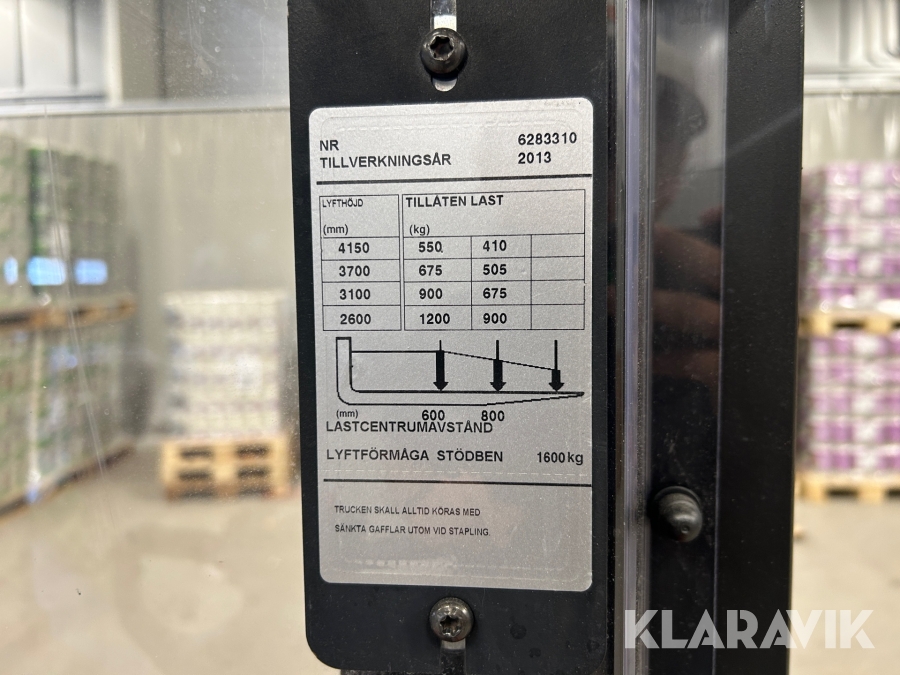 NR 6283310
TILLVERKNINGSÅR 2013
LYFTHÖJD TILLÅTEN LAST
(mm) (kg)
4150 550 410
3700 675 505
3100 900 675
2600 1200 900
(mm) 600 800
LASTCENTRUMAVSTÅND
LYFTFÖRMÅGA STÖDBEN 1600kg
TRUCKEN SKALL ALLTID KÖRAS MED
SÄNKTA GAFFLAR UTOM VID STAPLING.
KLARAVIK